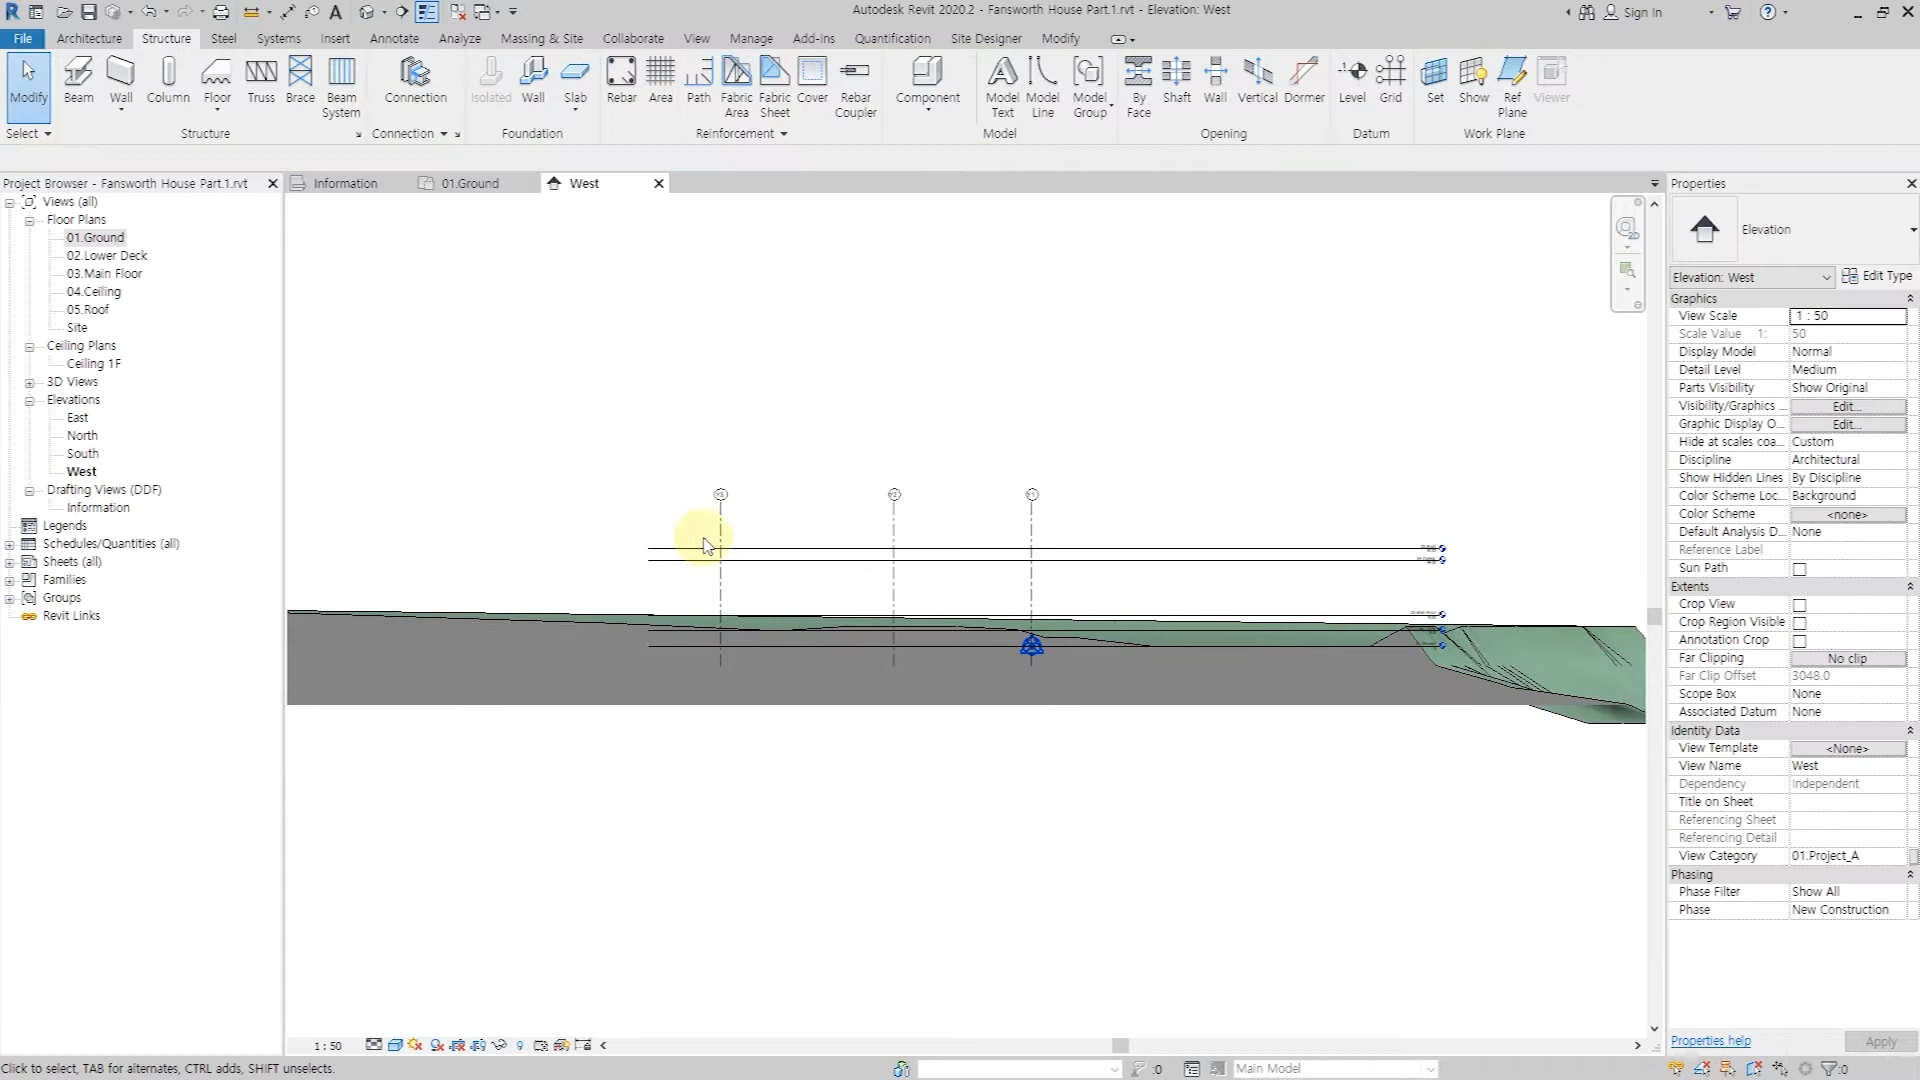 Autodesk Revit 2020.2 - Fansworth House Part.1.rvt - Elevation: West
Sign In
File Architecture Structure Steel Systems Insert Annotate Analyze Massing & Site Collaborate View Manage Add-Ins Quantification Site Designer Modify
Modify Beam Wall Column Floor Truss Brace Beam System Connection Isolated Wall Slab Rebar Area Path Fabric Area Fabric Sheet Cover Rebar Coupler Component Model Text Model Line Model Group By Face Shaft Wall Vertical Dormer Level Grid Set Show Ref Plane Viewer
Select Structure Connection Foundation Reinforcement Model Opening Datum Work Plane
Project Browser - Fansworth House Part.1.rvt
Information 01.Ground West
Views (all)
Floor Plans
01.Ground
02.Lower Deck
03.Main Floor
04.Ceiling
05.Roof
Site
Ceiling Plans
Ceiling 1F
3D Views
Elevations
East
North
South
West
Drafting Views (DDF)
Information
Legends
Schedules/Quantities (all)
Sheets (all)
Families
Groups
Revit Links
Y3 Y2 Y1
Properties
Elevation
Elevation: West Edit Type
Graphics
View Scale 1 : 50
Scale Value 1: 50
Display Model Normal
Detail Level Medium
Parts Visibility Show Original
Visibility/Graphics ... Edit...
Graphic Display O... Edit...
Hide at scales coa... Custom
Discipline Architectural
Show Hidden Lines By Discipline
Color Scheme Loc... Background
Color Scheme <none>
Default Analysis D... None
Reference Label
Sun Path
Extents
Crop View
Crop Region Visible
Annotation Crop
Far Clipping No clip
Far Clip Offset 3048.0
Scope Box None
Associated Datum None
Identity Data
View Template <None>
View Name West
Dependency Independent
Title on Sheet
Referencing Sheet
Referencing Detail
View Category 01.Project_A
Phasing
Phase Filter Show All
Phase New Construction
Properties help Apply
1 : 50
Click to select, TAB for alternates, CTRL adds, SHIFT unselects.
:0 Main Model :0